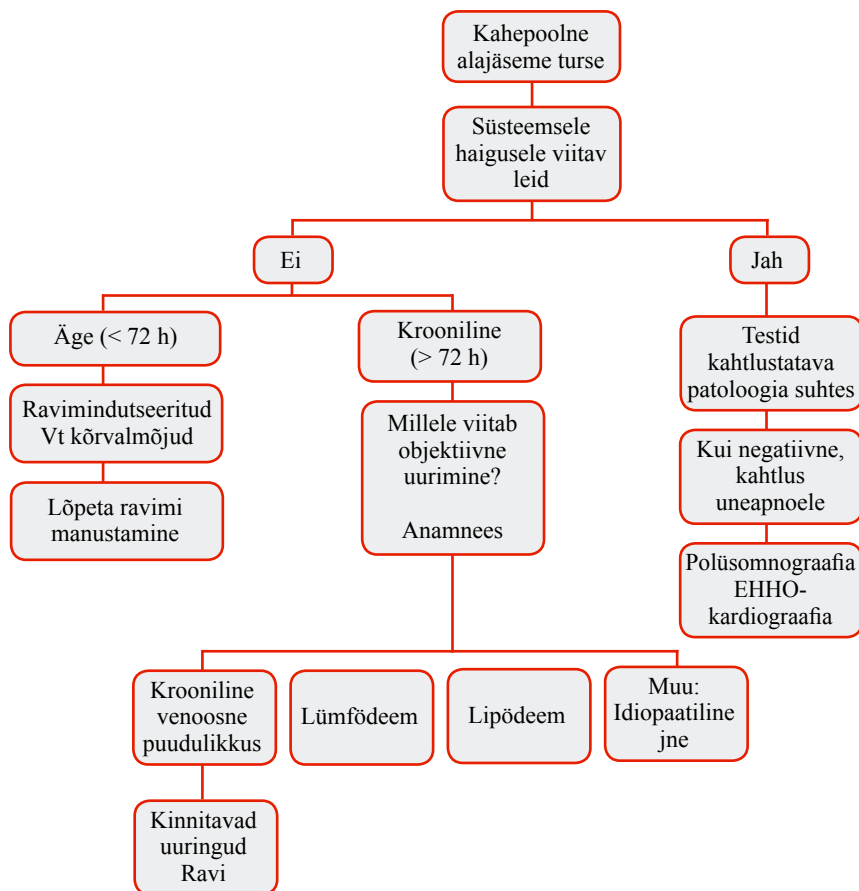 Kahepoolne
alajäseme turse
Süsteemsele
haigusele viitav
leid
Ei
Jah
Äge (< 72 h)
Krooniline
(> 72 h)
Testid
kahtlustatava
patoloogia suhtes
Ravimindutseeritud
Vt kõrvalmõjud
Millele viitab
objektiivne
uurimine?
Anamnees
Kui negatiivne,
kahtlus
uneapnoele
Lõpeta ravimi
manustamine
Polüsomnograafia
EHHO-
kardiograafia
Krooniline
venoosne
puudulikkus
Lümfödeem
Lipödeem
Muu:
Idiopaatiline
jne
Kinnitavad
uuringud
Ravi